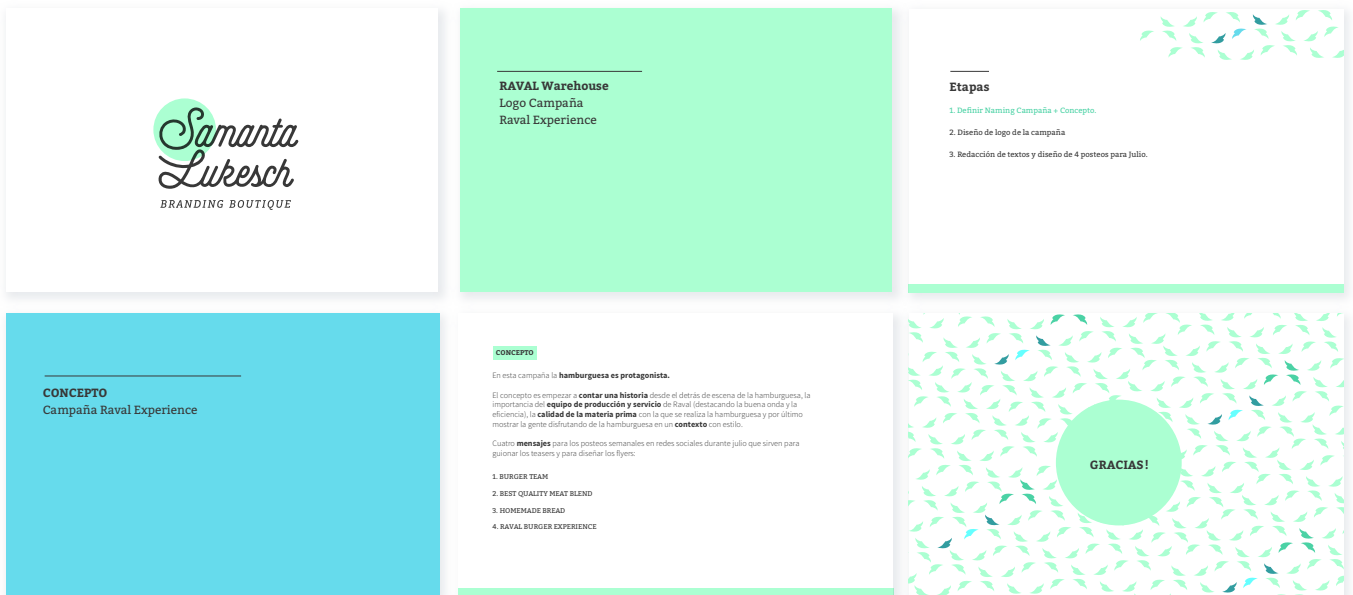 Samanta
Lukesch
BRANDING BOUTIQUE
RAVAL Warehouse
Logo Campaña
Raval Experience
Etapas
1. Definir Naming Campaña + Concepto.
2. Diseño de logo de la campaña
3. Redacción de textos y diseño de 4 posteos para Julio.
CONCEPTO
Campaña Raval Experience
CONCEPTO
En esta campaña la hamburguesa es protagonista.
El concepto es empezar a contar una historia desde el detrás de escena de la hamburguesa, la
importancia del equipo de producción y servicio de Raval (destacando la buena onda y la
eficiencia), la calidad de la materia prima con la que se realiza la hamburguesa y por último
mostrar la gente disfrutando de la hamburguesa en un contexto con estilo.
Cuatro mensajes para los posteos semanales en redes sociales durante julio que sirven para
guionar los teasers y para diseñar los flyers:
1. BURGER TEAM
2. BEST QUALITY MEAT BLEND
3. HOMEMADE BREAD
4. RAVAL BURGER EXPERIENCE
GRACIAS!